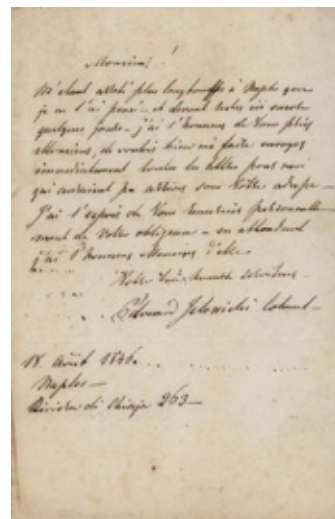 Monsieur!
M'étant arrêté plus longtemps à Naples que
je ne l'ai pensé - et devant rester ici encore
quelques jours - j'ai l'honneur de Vous prier
Monsieur, de vouloir bien me faire envoyer
immédiatement toutes les lettres pour moi
qui auraient pu arriver sous Votre adresse
J'ai l'espoir de Vous remercier personnelle
ment de Votre obligeance - en attendant
j'ai l'honneur Monsieur d'être
Votre très humble serviteur
Edouard Jelowicki Colonel
18 Août 1846.
Naples—
Riviera di Chiaja 263—